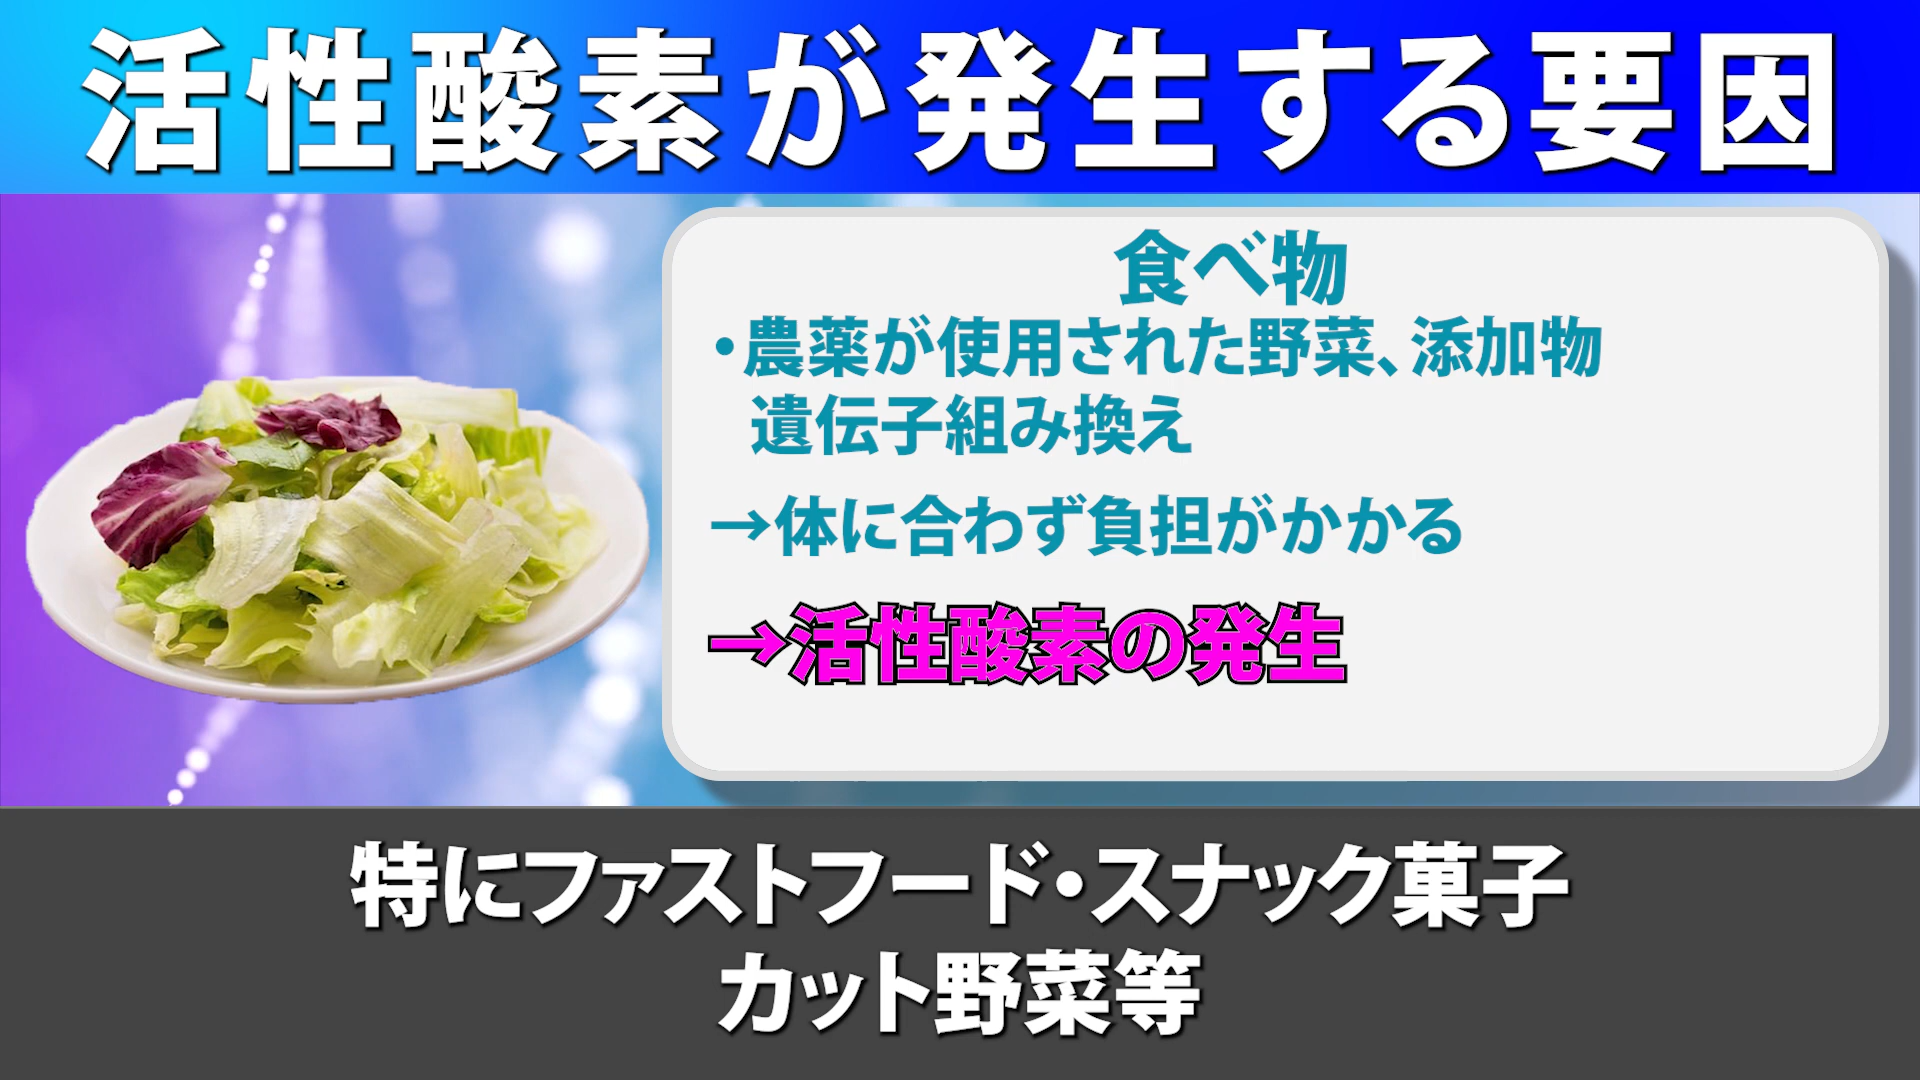 活性酸素が発生する要因
食べ物
・農薬が使用された野菜、添加物
遺伝子組み換え
→体に合わず負担がかかる
→活性酸素の発生
特にファストフード・スナック菓子
カット野菜等